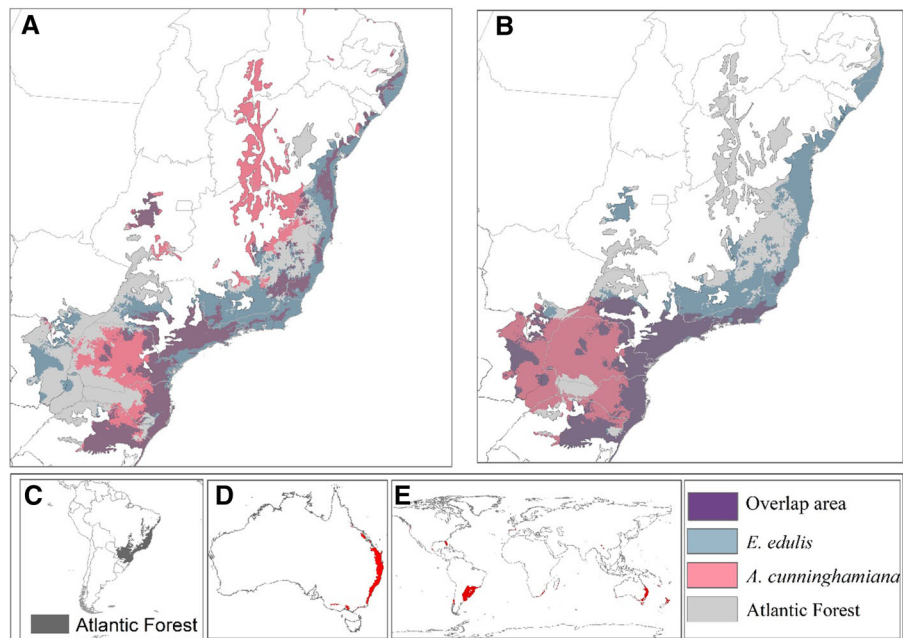 A
B
C
Atlantic Forest
D
E
Overlap area
E. edulis
A. cunninghamiana
Atlantic Forest